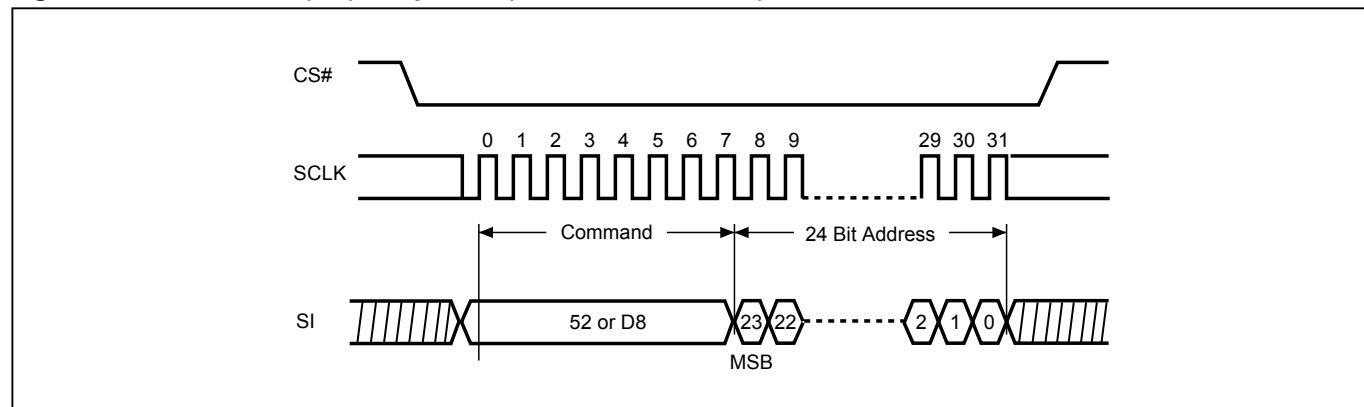 CS#
0 1 2 3 4 5 6 7 8 9 29 30 31
SCLK
Command 24 Bit Address
SI 52 or D8 23 22 2 1 0
MSB